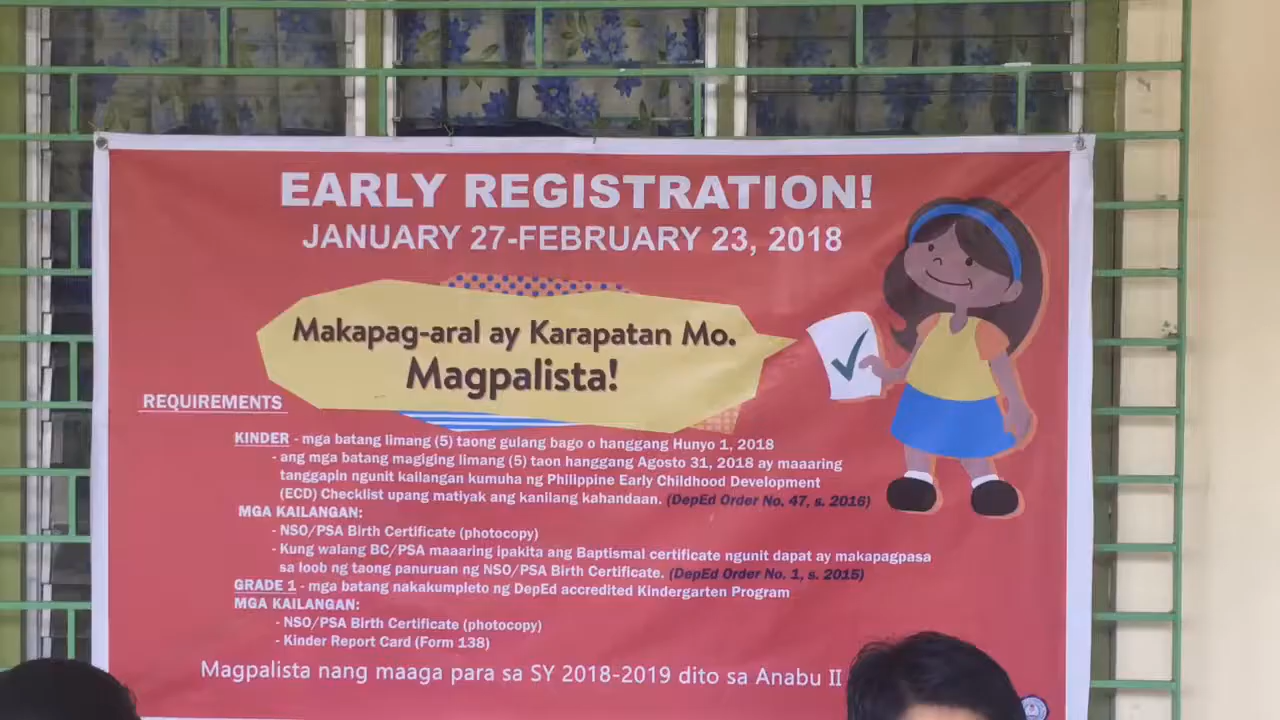 EARLY REGISTRATION!
JANUARY 27-FEBRUARY 23, 2018
Makapag-aral ay Karapatan Mo.
Magpalista!
REQUIREMENTS
KINDER - mga batang limang (5) taong gulang bago o hanggang Hunyo 1, 2018
- ang mga batang magiging limang (5) taon hanggang Agosto 31, 2018 ay maaaring
tanggapin ngunit kailangan kumuha ng Philippine Early Childhood Development
(ECD) Checklist upang matiyak ang kanilang kahandaan. (DepEd Order No. 47, s. 2016)
MGA KAILANGAN:
- NSO/PSA Birth Certificate (photocopy)
- Kung walang BC/PSA maaaring ipakita ang Baptismal certificate ngunit dapat ay makapagpasa
sa loob ng taong panuruan ng NSO/PSA Birth Certificate. (DepEd Order No. 1, s. 2015)
GRADE 1 - mga batang nakakumpleto ng DepEd accredited Kindergarten Program
MGA KAILANGAN:
- NSO/PSA Birth Certificate (photocopy)
- Kinder Report Card (Form 138)
Magpalista nang maaga para sa SY 2018-2019 dito sa Anabu II